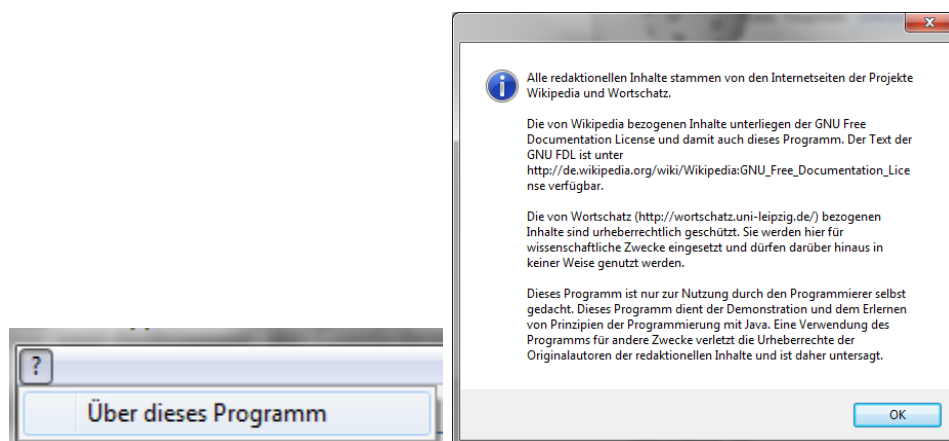 ?
Über dieses Programm
Alle redaktionellen Inhalte stammen von den Internetseiten der Projekte
Wikipedia und Wortschatz.
Die von Wikipedia bezogenen Inhalte unterliegen der GNU Free
Documentation License und damit auch dieses Programm. Der Text der
GNU FDL ist unter
http://de.wikipedia.org/wiki/Wikipedia:GNU_Free_Documentation_Lice
nse verfügbar.
Die von Wortschatz (http://wortschatz.uni-leipzig.de/) bezogenen
Inhalte sind urheberrechtlich geschützt. Sie werden hier für
wissenschaftliche Zwecke eingesetzt und dürfen darüber hinaus in
keiner Weise genutzt werden.
Dieses Programm ist nur zur Nutzung durch den Programmierer selbst
gedacht. Dieses Programm dient der Demonstration und dem Erlernen
von Prinzipien der Programmierung mit Java. Eine Verwendung des
Programms für andere Zwecke verletzt die Urheberrechte der
Originalautoren der redaktionellen Inhalte und ist daher untersagt.
OK